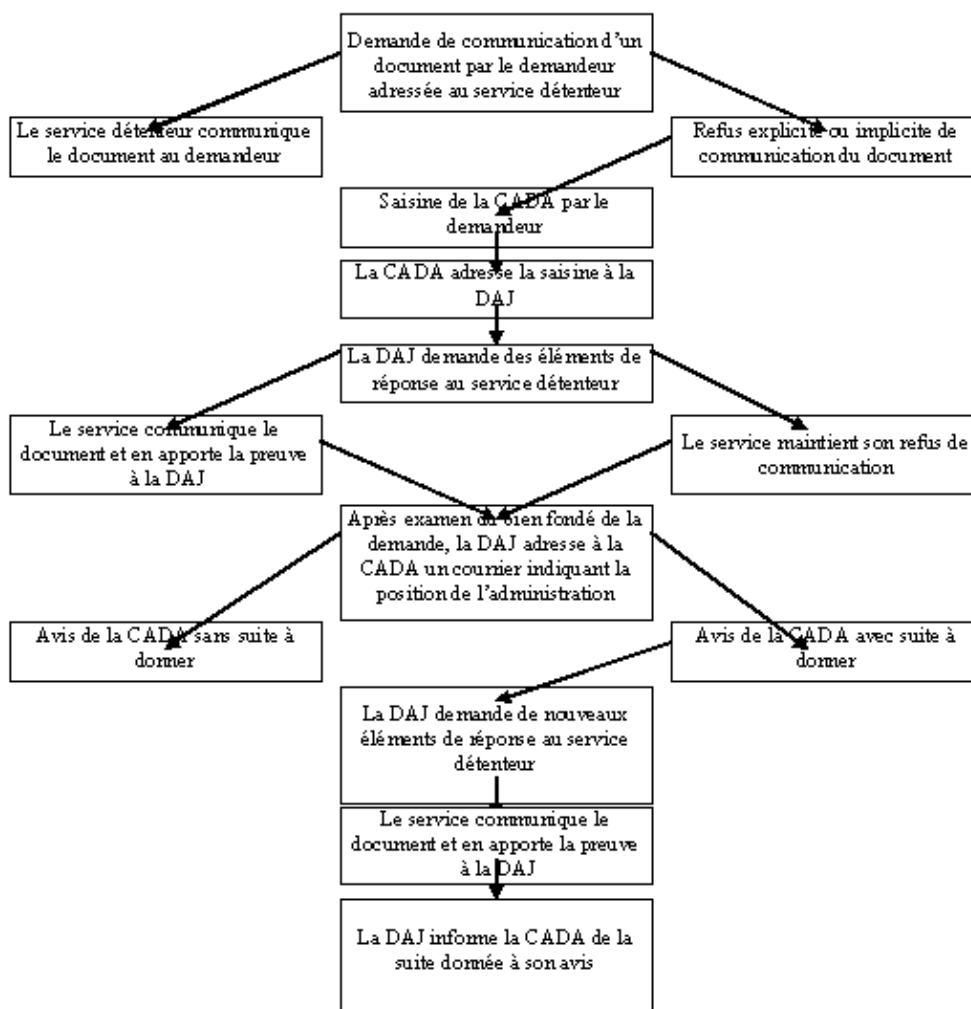 Demande de communication d'un
document par le demandeur
adressée au service détenteur
Le service détenteur communique
le document au demandeur
Refus explicite ou implicite de
communication du document
Saisine de la CADA par le
demandeur
La CADA adresse la saisine à la
DAJ
La DAJ demande des éléments de
réponse au service détenteur
Le service communique le
document et en apporte la preuve
à la DAJ
Le service maintient son refus de
communication
Après examen du bien fondé de la
demande, la DAJ adresse à la
CADA un courrier indiquant la
position de l'administration
Avis de la CADA sans suite à
donner
Avis de la CADA avec suite à
donner
La DAJ demande de nouveaux
éléments de réponse au service
détenteur
Le service communique le
document et en apporte la preuve
à la DAJ
La DAJ informe la CADA de la
suite donnée à son avis